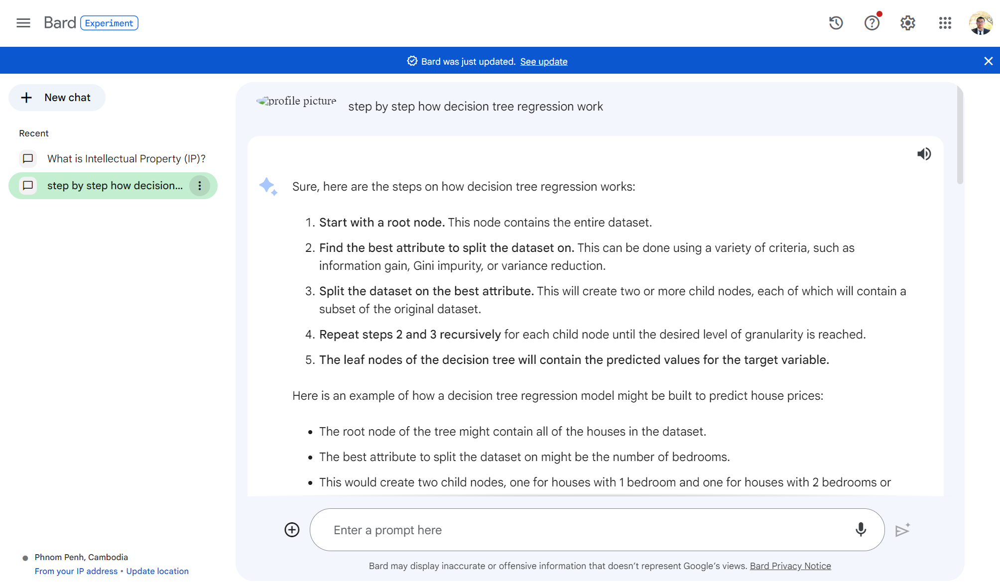 Bard Experiment
Bard was just updated. See update
New chat
Recent
What is Intellectual Property (IP)?
step by step how decision...
Phnom Penh, Cambodia
From your IP address • Update location
profile picture
step by step how decision tree regression work
Sure, here are the steps on how decision tree regression works:
1. Start with a root node. This node contains the entire dataset.
2. Find the best attribute to split the dataset on. This can be done using a variety of criteria, such as
information gain, Gini impurity, or variance reduction.
3. Split the dataset on the best attribute. This will create two or more child nodes, each of which will contain a
subset of the original dataset.
4. Repeat steps 2 and 3 recursively for each child node until the desired level of granularity is reached.
5. The leaf nodes of the decision tree will contain the predicted values for the target variable.
Here is an example of how a decision tree regression model might be built to predict house prices:
• The root node of the tree might contain all of the houses in the dataset.
• The best attribute to split the dataset on might be the number of bedrooms.
• This would create two child nodes, one for houses with 1 bedroom and one for houses with 2 bedrooms or
Enter a prompt here
Bard may display inaccurate or offensive information that doesn’t represent Google’s views. Bard Privacy Notice